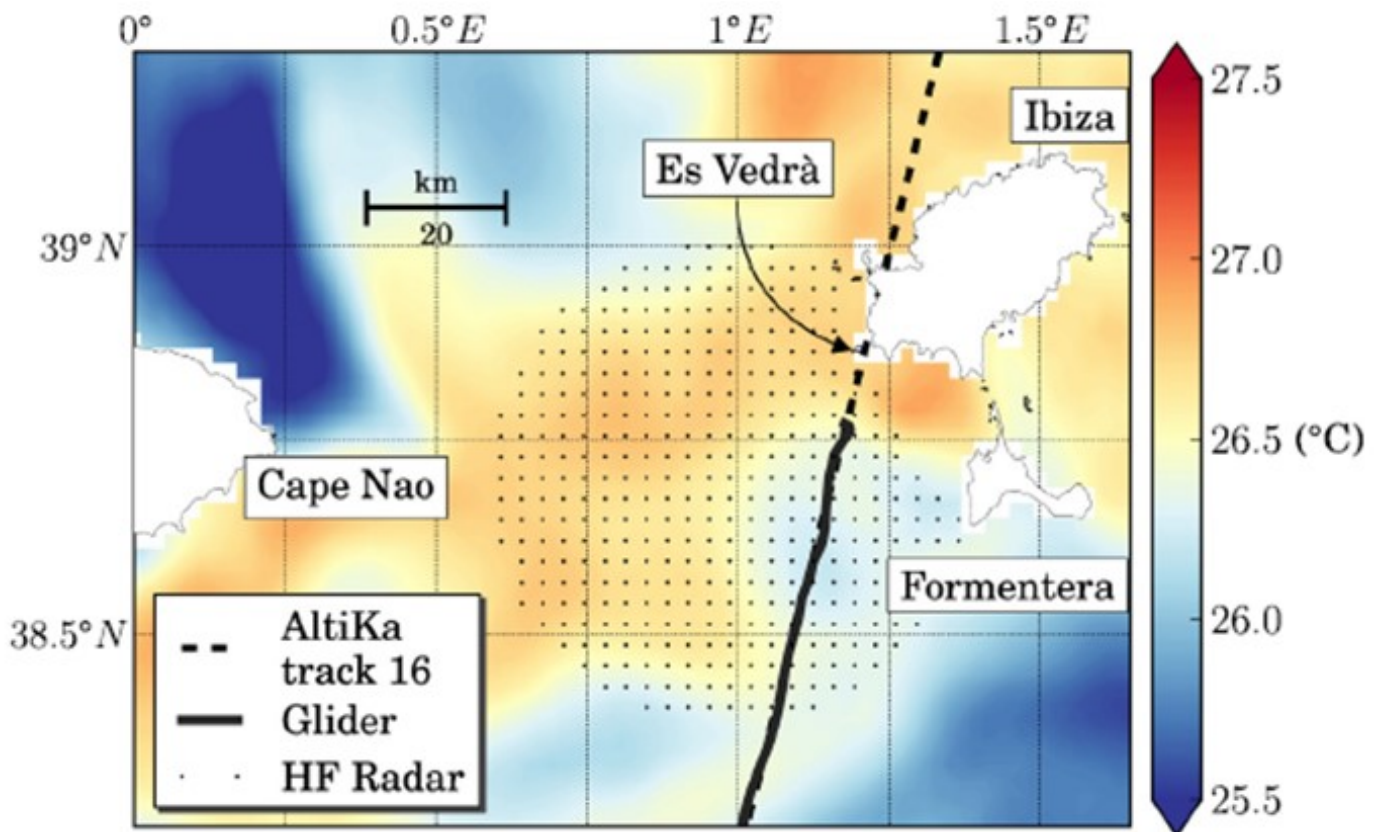 0° 0.5°E 1°E 1.5°E
27.5
Ibiza
Es Vedrà
km
20
39°N
27.0
26.5 (°C)
Cape Nao
Formentera
26.0
38.5°N
AltiKa
track 16
Glider
HF Radar
25.5